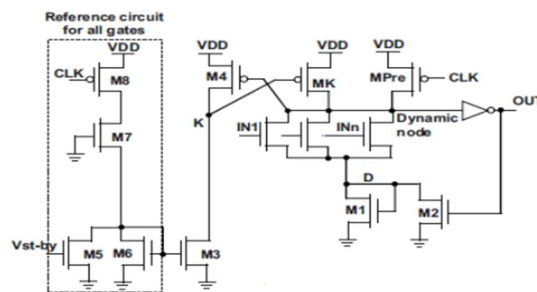 Reference circuit
for all gates
VDD
CLK
M8
M7
Vst-by
M5
M6
M3
VDD
M4
K
VDD
MK
VDD
MPre
CLK
IN1
INn
Dynamic
node
OUT
D
M1
M2